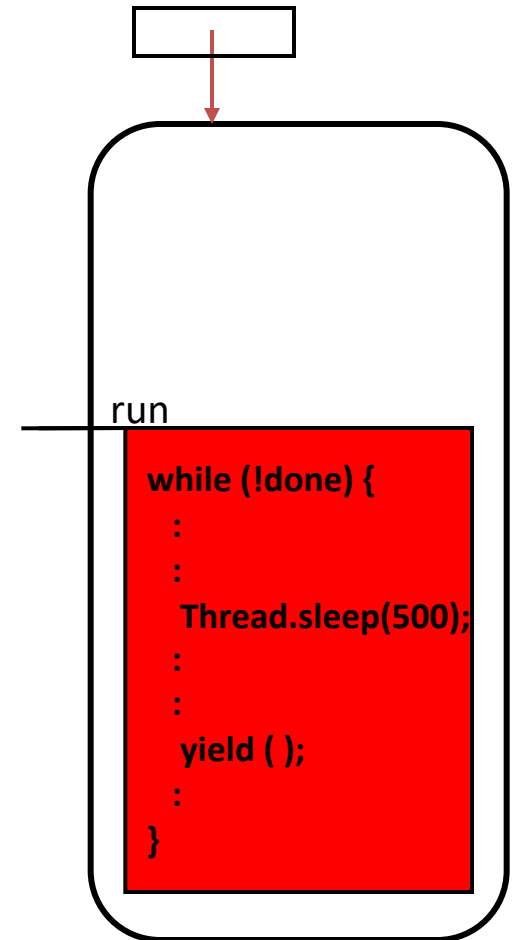 run
while (!done) {
:
:
Thread.sleep(500);
:
:
yield ( );
:
}